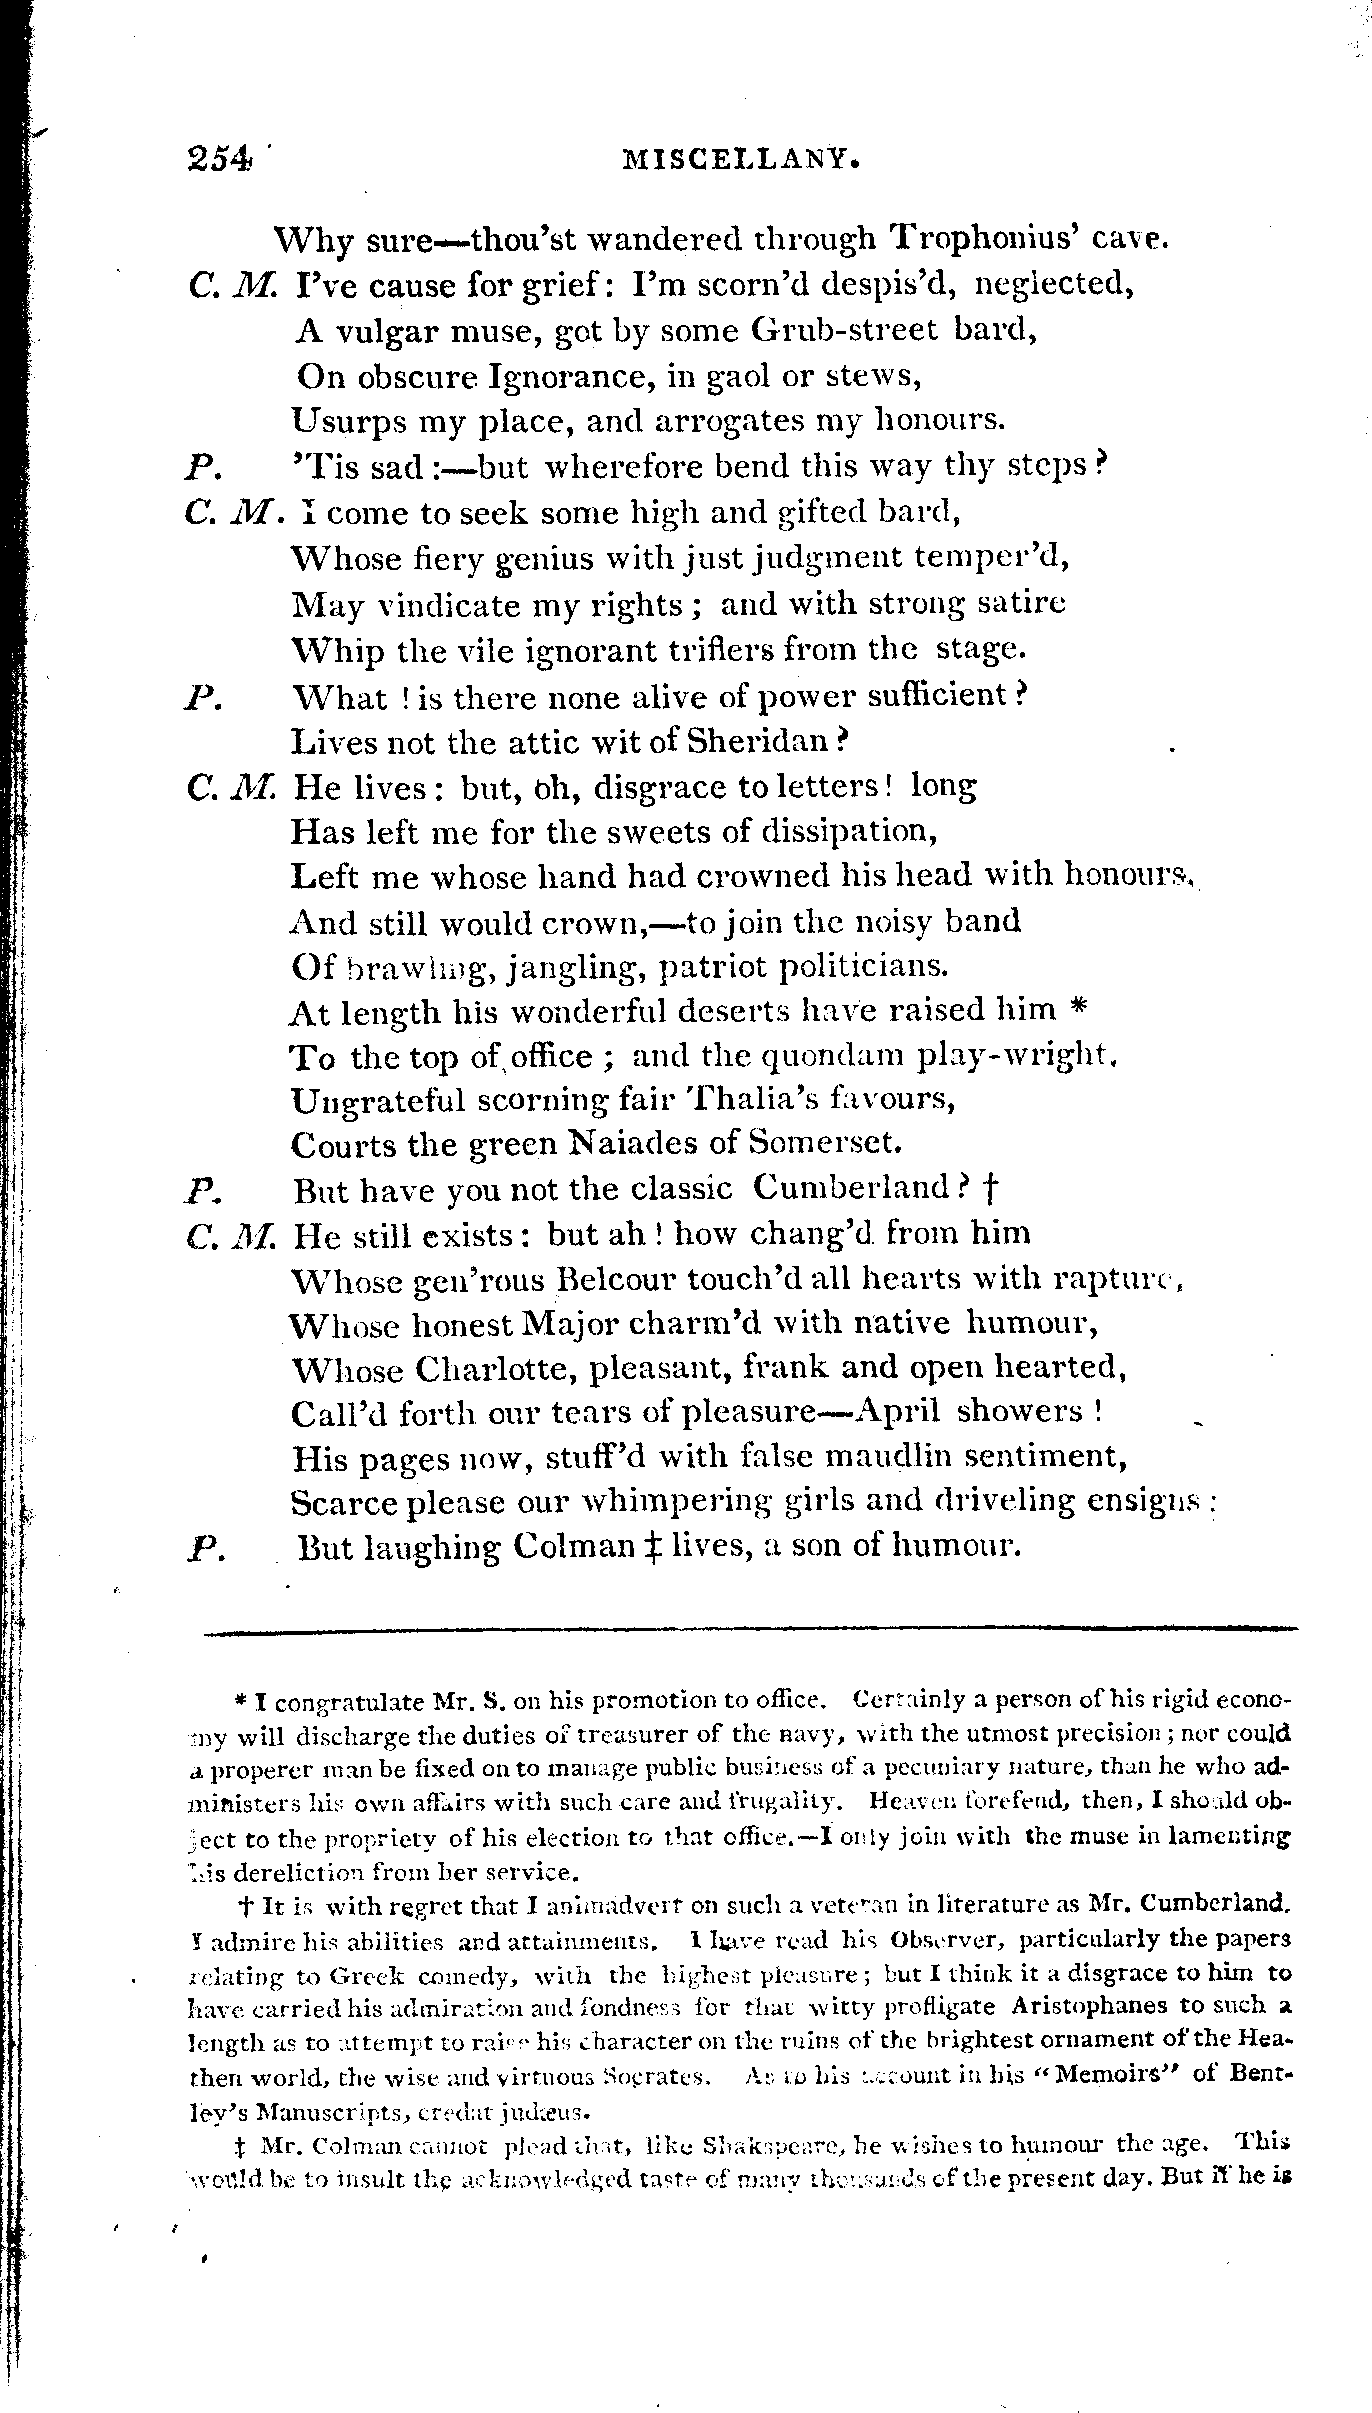 254 MISCELLANY.
Why sure—thou'st wandered through Trophonius' cave.
C. M. I've cause for grief: I'm scorn'd despis'd, neglected,
A vulgar muse, got by some Grub-street bard,
On obscure Ignorance, in gaol or stews,
Usurps my place, and arrogates my honours.
P. 'Tis sad :—but wherefore bend this way thy steps?
C. M. I come to seek some high and gifted bard,
Whose fiery genius with just judgment temper'd,
May vindicate my rights; and with strong satire
Whip the vile ignorant triflers from the stage.
P. What ! is there none alive of power sufficient?
Lives not the attic wit of Sheridan?
C. M. He lives: but, oh, disgrace to letters! long
Has left me for the sweets of dissipation,
Left me whose hand had crowned his head with honours,
And still would crown,—to join the noisy band
Of brawling, jangling, patriot politicians.
At length his wonderful deserts have raised him *
To the top of office; and the quondam play-wright,
Ungrateful scorning fair Thalia's favours,
Courts the green Naiades of Somerset.
P. But have you not the classic Cumberland? †
C. M. He still exists: but ah! how chang'd from him
Whose gen'rous Belcour touch'd all hearts with rapture,
Whose honest Major charm'd with native humour,
Whose Charlotte, pleasant, frank and open hearted,
Call'd forth our tears of pleasure—April showers !
His pages now, stuff'd with false maudlin sentiment,
Scarce please our whimpering girls and driveling ensigns:
P. But laughing Colman ‡ lives, a son of humour.
* I congratulate Mr. S. on his promotion to office. Certainly a person of his rigid econo-
my will discharge the duties of treasurer of the navy, with the utmost precision; nor could
a properer man be fixed on to manage public business of a pecuniary nature, than he who ad-
ministers his own affairs with such care and frugality. Heaven forefend, then, I should ob-
ject to the propriety of his election to that office.—I only join with the muse in lamenting
his dereliction from her service.
† It is with regret that I animadvert on such a veteran in literature as Mr. Cumberland.
I admire his abilities and attainments. I have read his Observer, particularly the papers
relating to Greek comedy, with the highest pleasure; but I think it a disgrace to him to
have carried his admiration and fondness for that witty profligate Aristophanes to such a
length as to attempt to raise his character on the ruins of the brightest ornament of the Hea-
then world, the wise and virtuous Socrates. As to his account in his "Memoirs" of Bent-
ley's Manuscripts, credat judæus.
‡ Mr. Colman cannot plead that, like Shakspeare, he wishes to humour the age. This
would be to insult the acknowledged taste of many thousands of the present day. But if he is